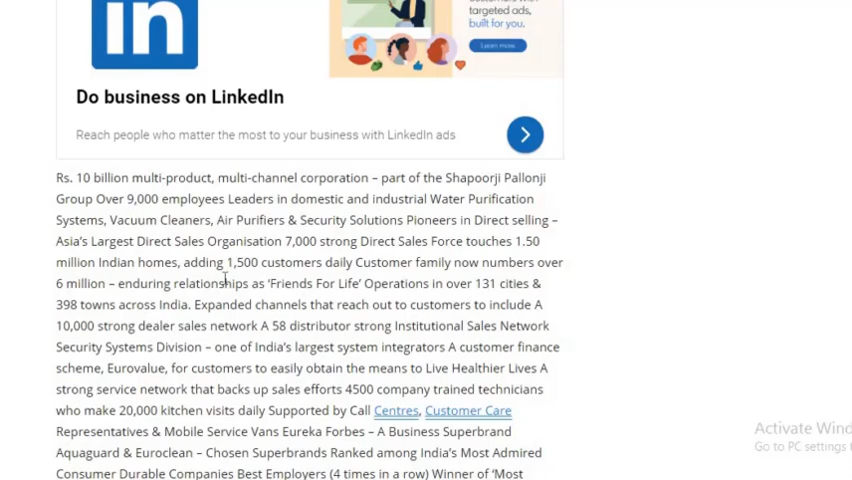 in
customers with
targeted ads,
built for you.
Learn more
Do business on LinkedIn
Reach people who matter the most to your business with LinkedIn ads
Rs. 10 billion multi-product, multi-channel corporation – part of the Shapoorji Pallonji
Group Over 9,000 employees Leaders in domestic and industrial Water Purification
Systems, Vacuum Cleaners, Air Purifiers & Security Solutions Pioneers in Direct selling –
Asia's Largest Direct Sales Organisation 7,000 strong Direct Sales Force touches 1.50
million Indian homes, adding 1,500 customers daily Customer family now numbers over
6 million – enduring relationships as 'Friends For Life' Operations in over 131 cities &
398 towns across India. Expanded channels that reach out to customers to include A
10,000 strong dealer sales network A 58 distributor strong Institutional Sales Network
Security Systems Division – one of India's largest system integrators A customer finance
scheme, Eurovalue, for customers to easily obtain the means to Live Healthier Lives A
strong service network that backs up sales efforts 4500 company trained technicians
who make 20,000 kitchen visits daily Supported by Call Centres, Customer Care
Representatives & Mobile Service Vans Eureka Forbes – A Business Superbrand
Aquaguard & Euroclean – Chosen Superbrands Ranked among India's Most Admired
Consumer Durable Companies Best Employers (4 times in a row) Winner of 'Most
Activate Wind
Go to PC settings